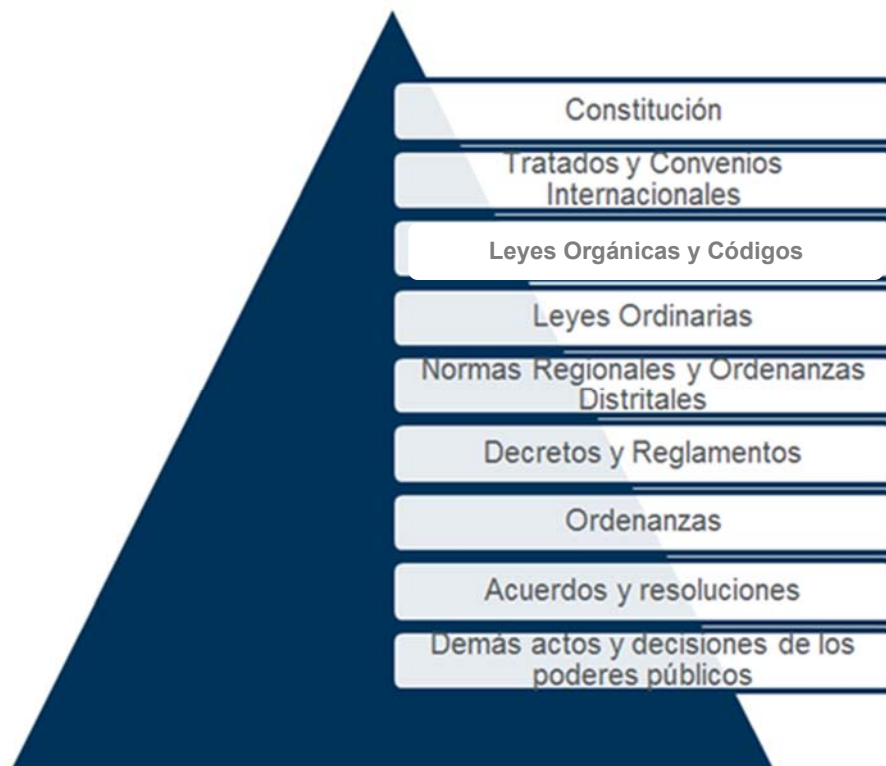 Constitución
Tratados y Convenios
Internacionales
Leyes Orgánicas y Códigos
Leyes Ordinarias
Normas Regionales y Ordenanzas
Distritales
Decretos y Reglamentos
Ordenanzas
Acuerdos y resoluciones
Demás actos y decisiones de los
poderes públicos